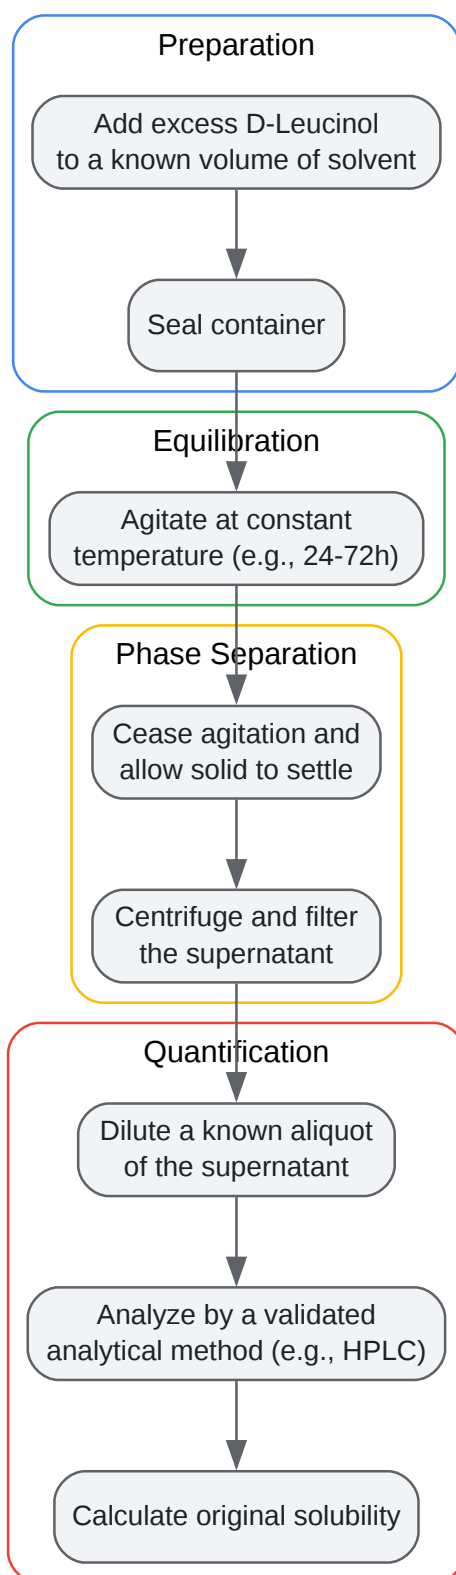 Preparation
Add excess D-Leucinol
to a known volume of solvent
Seal container
Equilibration
Agitate at constant
temperature (e.g., 24-72h)
Phase Separation
Cease agitation and
allow solid to settle
Centrifuge and filter
the supernatant
Quantification
Dilute a known aliquot
of the supernatant
Analyze by a validated
analytical method (e.g., HPLC)
Calculate original solubility